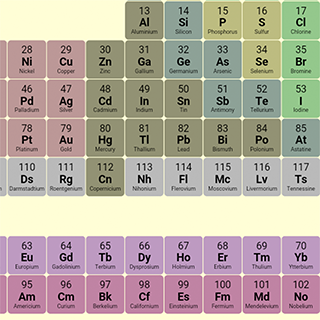 13 14 15 16 17
Al Si P S Cl
Aluminium Silicon Phosphorus Sulfur Chlorine
28 29 30 31 32 33 34 35
Ni Cu Zn Ga Ge As Se Br
Nickel Copper Zinc Gallium Germanium Arsenic Selenium Bromine
46 47 48 49 50 51 52 53
Pd Ag Cd In Sn Sb Te I
Palladium Silver Cadmium Indium Tin Antimony Tellurium Iodine
78 79 80 81 82 83 84 85
Pt Au Hg Tl Pb Bi Po At
Platinum Gold Mercury Thallium Lead Bismuth Polonium Astatine
110 111 112 113 114 115 116 117
Ds Rg Cn Nh Fl Mc Lv Ts
Darmstadtium Roentgenium Copernicium Nihonium Flerovium Moscovium Livermorium Tennessine
63 64 65 66 67 68 69 70
Eu Gd Tb Dy Ho Er Tm Yb
Europium Gadolinium Terbium Dysprosium Holmium Erbium Thulium Ytterbium
95 96 97 98 99 100 101 102
Am Cm Bk Cf Es Fm Md No
Americium Curium Berkelium Californium Einsteinium Fermium Mendelevium Nobelium